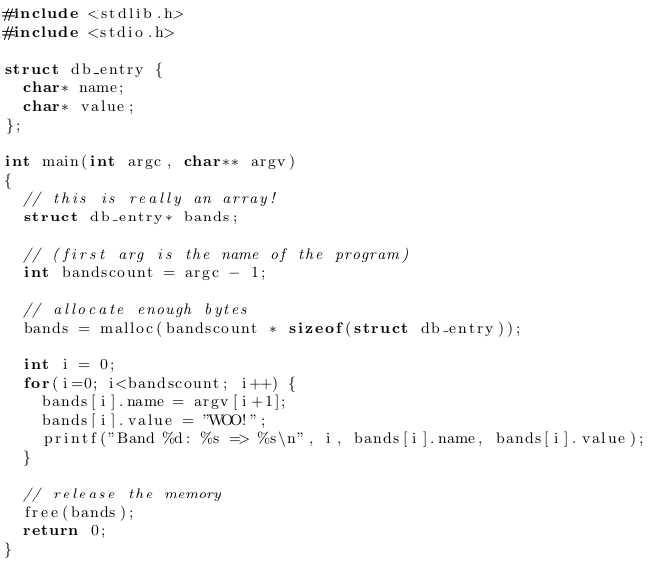 #include <stdlib.h>
#include <stdio.h>

struct db_entry {
  char* name;
  char* value;
};

int main(int argc, char** argv)
{
  // this is really an array!
  struct db_entry* bands;

  // (first arg is the name of the program)
  int bandscount = argc - 1;

  // allocate enough bytes
  bands = malloc(bandscount * sizeof(struct db_entry));

  int i = 0;
  for(i=0; i<bandscount; i++) {
    bands[i].name = argv[i+1];
    bands[i].value = "WOO!";
    printf("Band %d: %s => %s\n", i, bands[i].name, bands[i].value);
  }

  // release the memory
  free(bands);
  return 0;
}